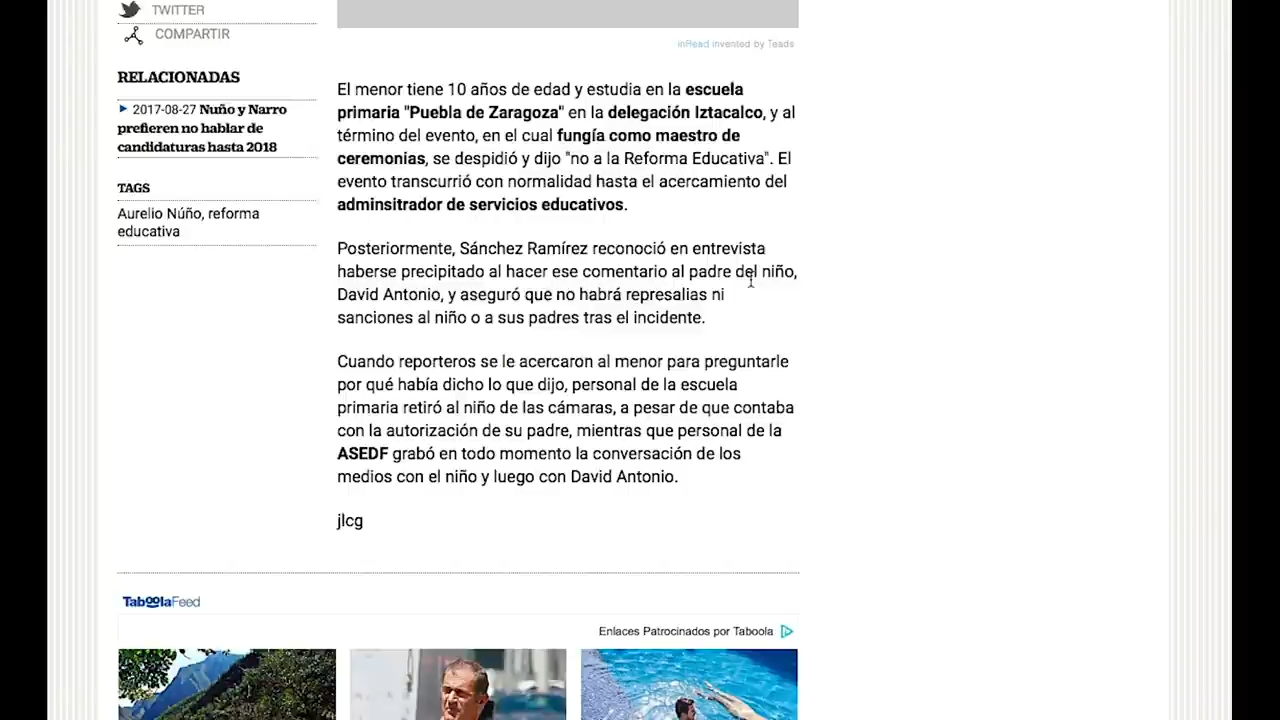 TWITTER
COMPARTIR
RELACIONADAS
2017-08-27 Nuño y Narro
prefieren no hablar de
candidaturas hasta 2018
TAGS
Aurelio Núño, reforma
educativa
inRead invented by Teads
El menor tiene 10 años de edad y estudia en la escuela
primaria "Puebla de Zaragoza" en la delegación Iztacalco, y al
término del evento, en el cual fungía como maestro de
ceremonias, se despidió y dijo "no a la Reforma Educativa". El
evento transcurrió con normalidad hasta el acercamiento del
adminsitrador de servicios educativos.
Posteriormente, Sánchez Ramírez reconoció en entrevista
haberse precipitado al hacer ese comentario al padre del niño,
David Antonio, y aseguró que no habrá represalias ni
sanciones al niño o a sus padres tras el incidente.
Cuando reporteros se le acercaron al menor para preguntarle
por qué había dicho lo que dijo, personal de la escuela
primaria retiró al niño de las cámaras, a pesar de que contaba
con la autorización de su padre, mientras que personal de la
ASEDF grabó en todo momento la conversación de los
medios con el niño y luego con David Antonio.
jlcg
Taboola Feed
Enlaces Patrocinados por Taboola